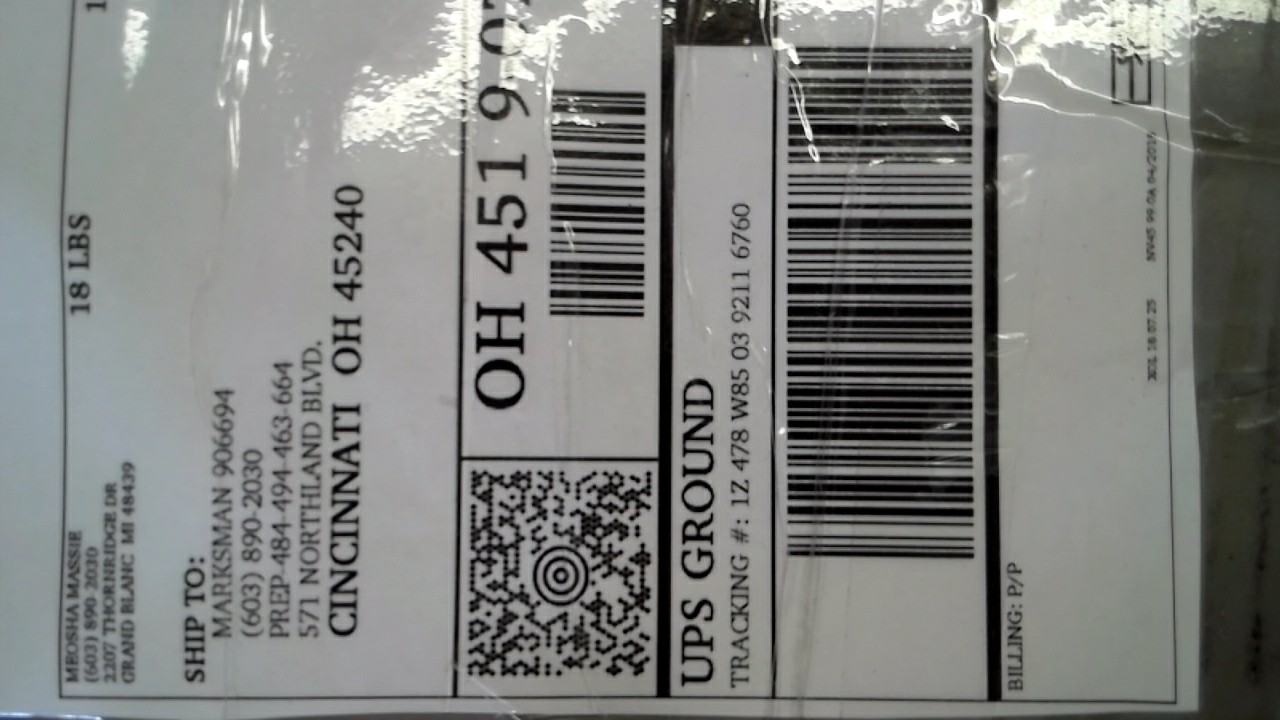 MEOSHA MASSIE
(603) 890-2030
2207 THORNRIDGE DR
GRAND BLANC MI 48439
18 LBS
1
SHIP TO:
MARKSMAN 906694
(603) 890-2030
PREP-484-494-463-664
571 NORTHLAND BLVD.
CINCINNATI OH 45240
OH 451 9
UPS GROUND
TRACKING #: 1Z 478 W85 03 9211 6760
BILLING: P/P